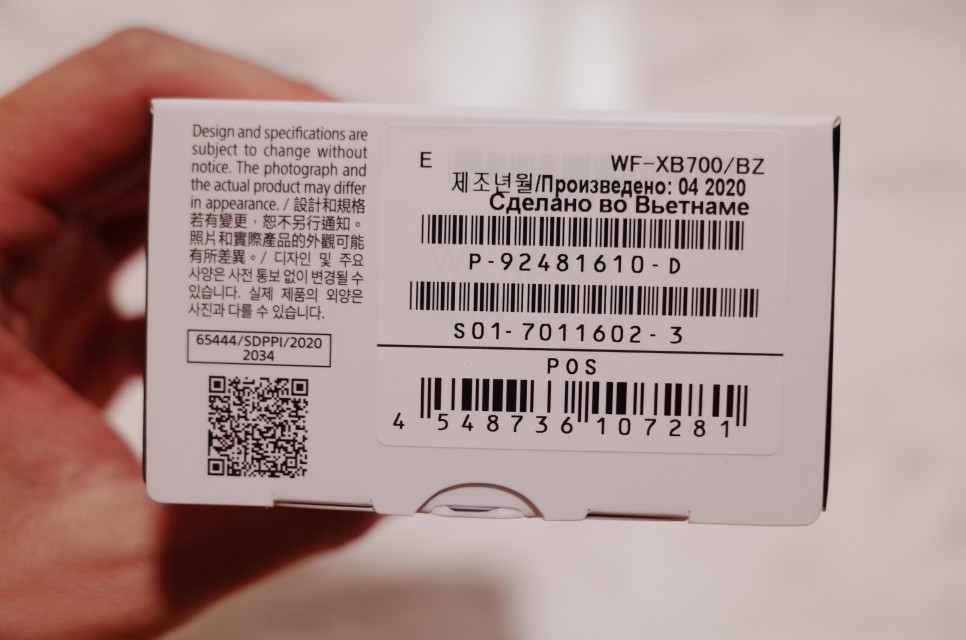 Design and specifications are
subject to change without
notice. The photograph and
the actual product may differ
in appearance. / 設計和規格
若有變更，恕不另行通知。
照片和實際產品的外觀可能
有所差異。/ 디자인 및 주요
사양은 사전 통보 없이 변경될 수
있습니다. 실제 제품의 외양은
사진과 다를 수 있습니다.
65444/SDPPI/2020
2034
E WF-XB700/BZ
제조년월/Произведено: 04 2020
Сделано во Вьетнаме
P-92481610-D
S01-7011602-3
POS
4 548736 107281